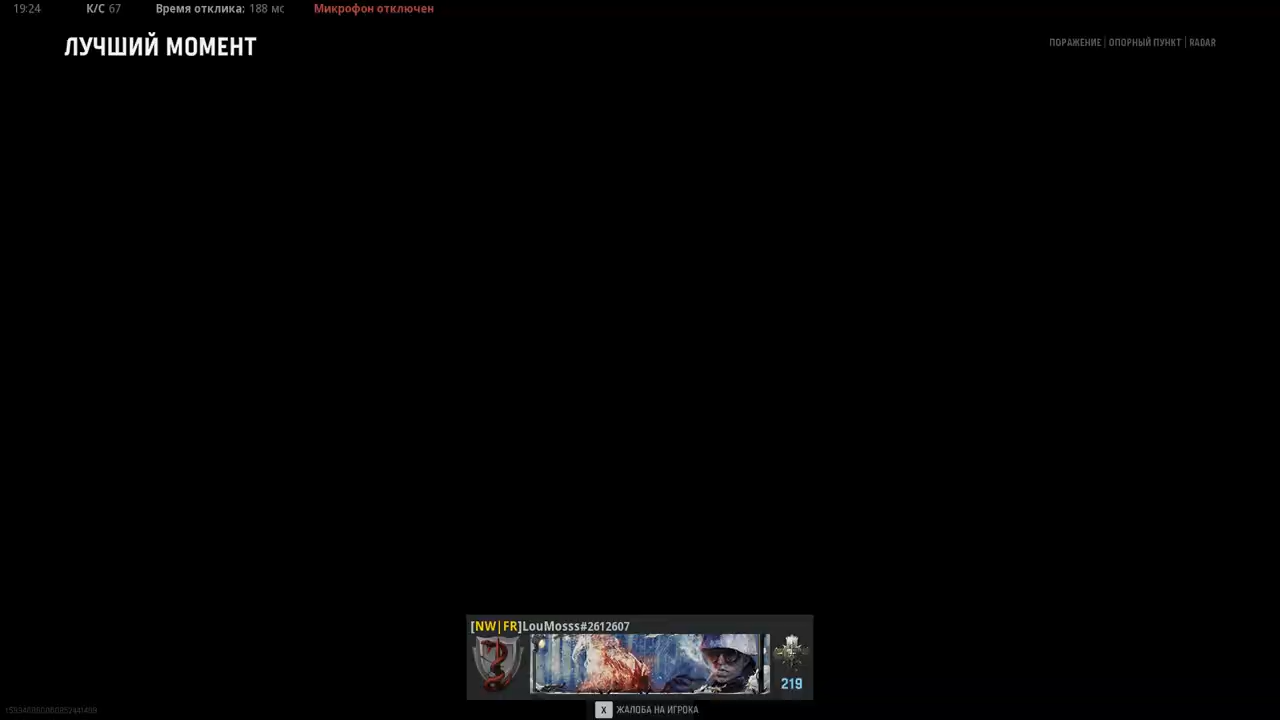 19:24 К/С 67 Время отклика: 188 мс Микрофон отключен
ЛУЧШИЙ МОМЕНТ
ПОРАЖЕНИЕ | ОПОРНЫЙ ПУНКТ | RADAR
[NW|FR]LouMosss#2612607
219
X ЖАЛОБА НА ИГРОКА